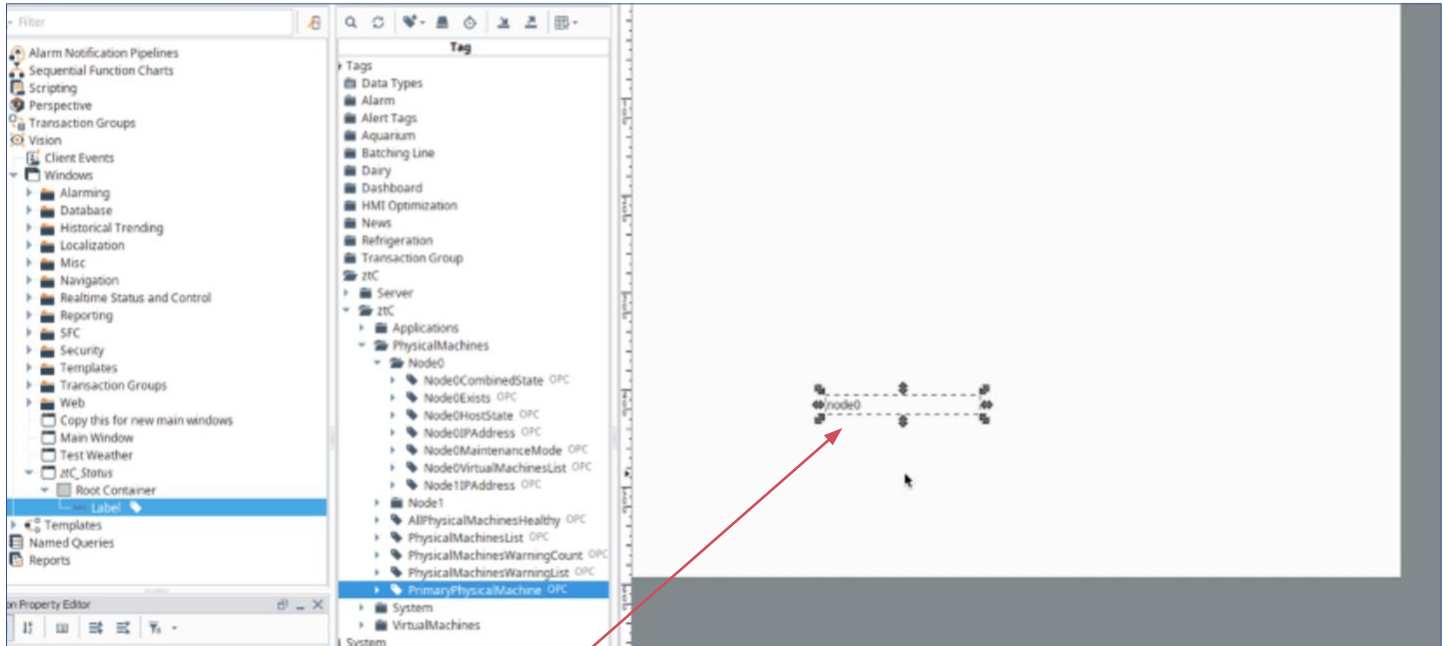 Filter
Alarm Notification Pipelines
Sequential Function Charts
Scripting
Perspective
Transaction Groups
Vision
Client Events
Windows
Alarming
Database
Historical Trending
Localization
Misc
Navigation
Realtime Status and Control
Reporting
SFC
Security
Templates
Transaction Groups
Web
Copy this for new main windows
Main Window
Test Weather
ztC_Status
Root Container
Label
Templates
Named Queries
Reports
on Property Editor
Tag
Tags
Data Types
Alarm
Alert Tags
Aquarium
Batching Line
Dairy
Dashboard
HMI Optimization
News
Refrigeration
Transaction Group
ztC
Server
ztC
Applications
PhysicalMachines
Node0
Node0CombinedState OPC
Node0Exists OPC
Node0HostState OPC
Node0IPAddress OPC
Node0MaintenanceMode OPC
Node0VirtualMachinesList OPC
Node1IPAddress OPC
Node1
AllPhysicalMachinesHealthy OPC
PhysicalMachinesList OPC
PhysicalMachinesWarningCount OPC
PhysicalMachinesWarningList OPC
PrimaryPhysicalMachine OPC
System
VirtualMachines
System
node0